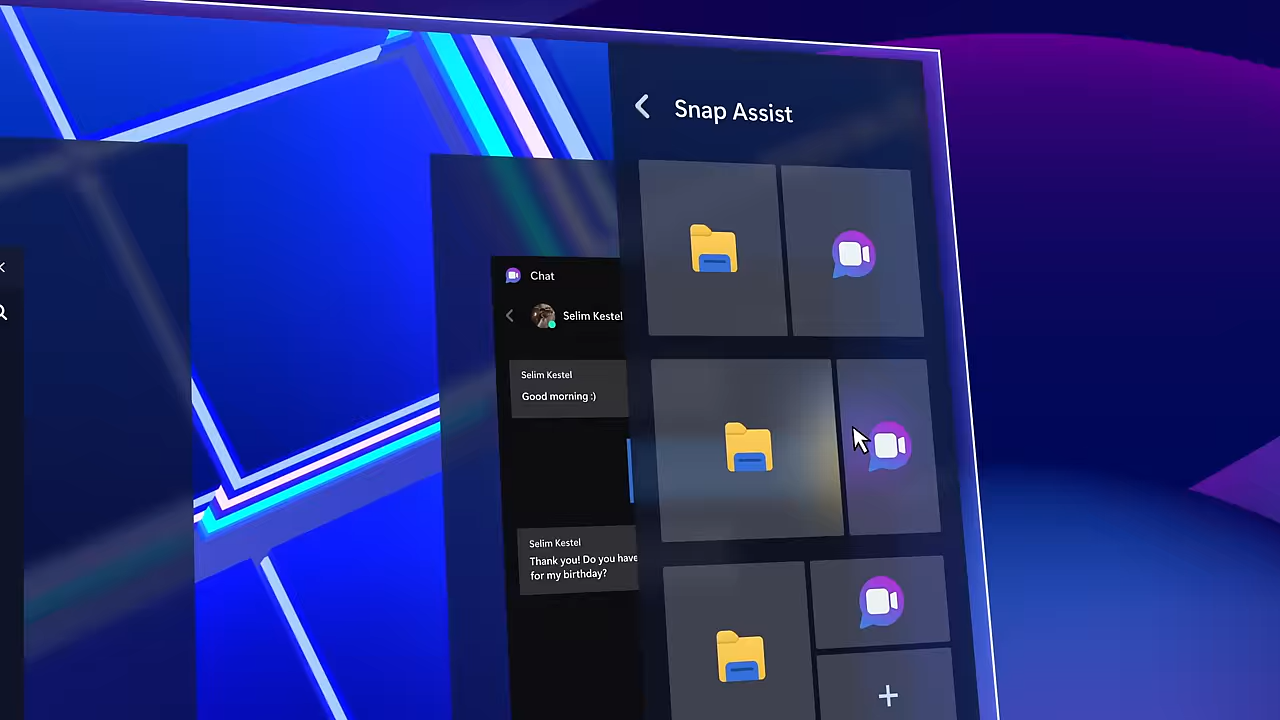 Snap Assist
Chat
Selim Kestel
Selim Kestel
Good morning :)
Selim Kestel
Thank you! Do you have
for my birthday?